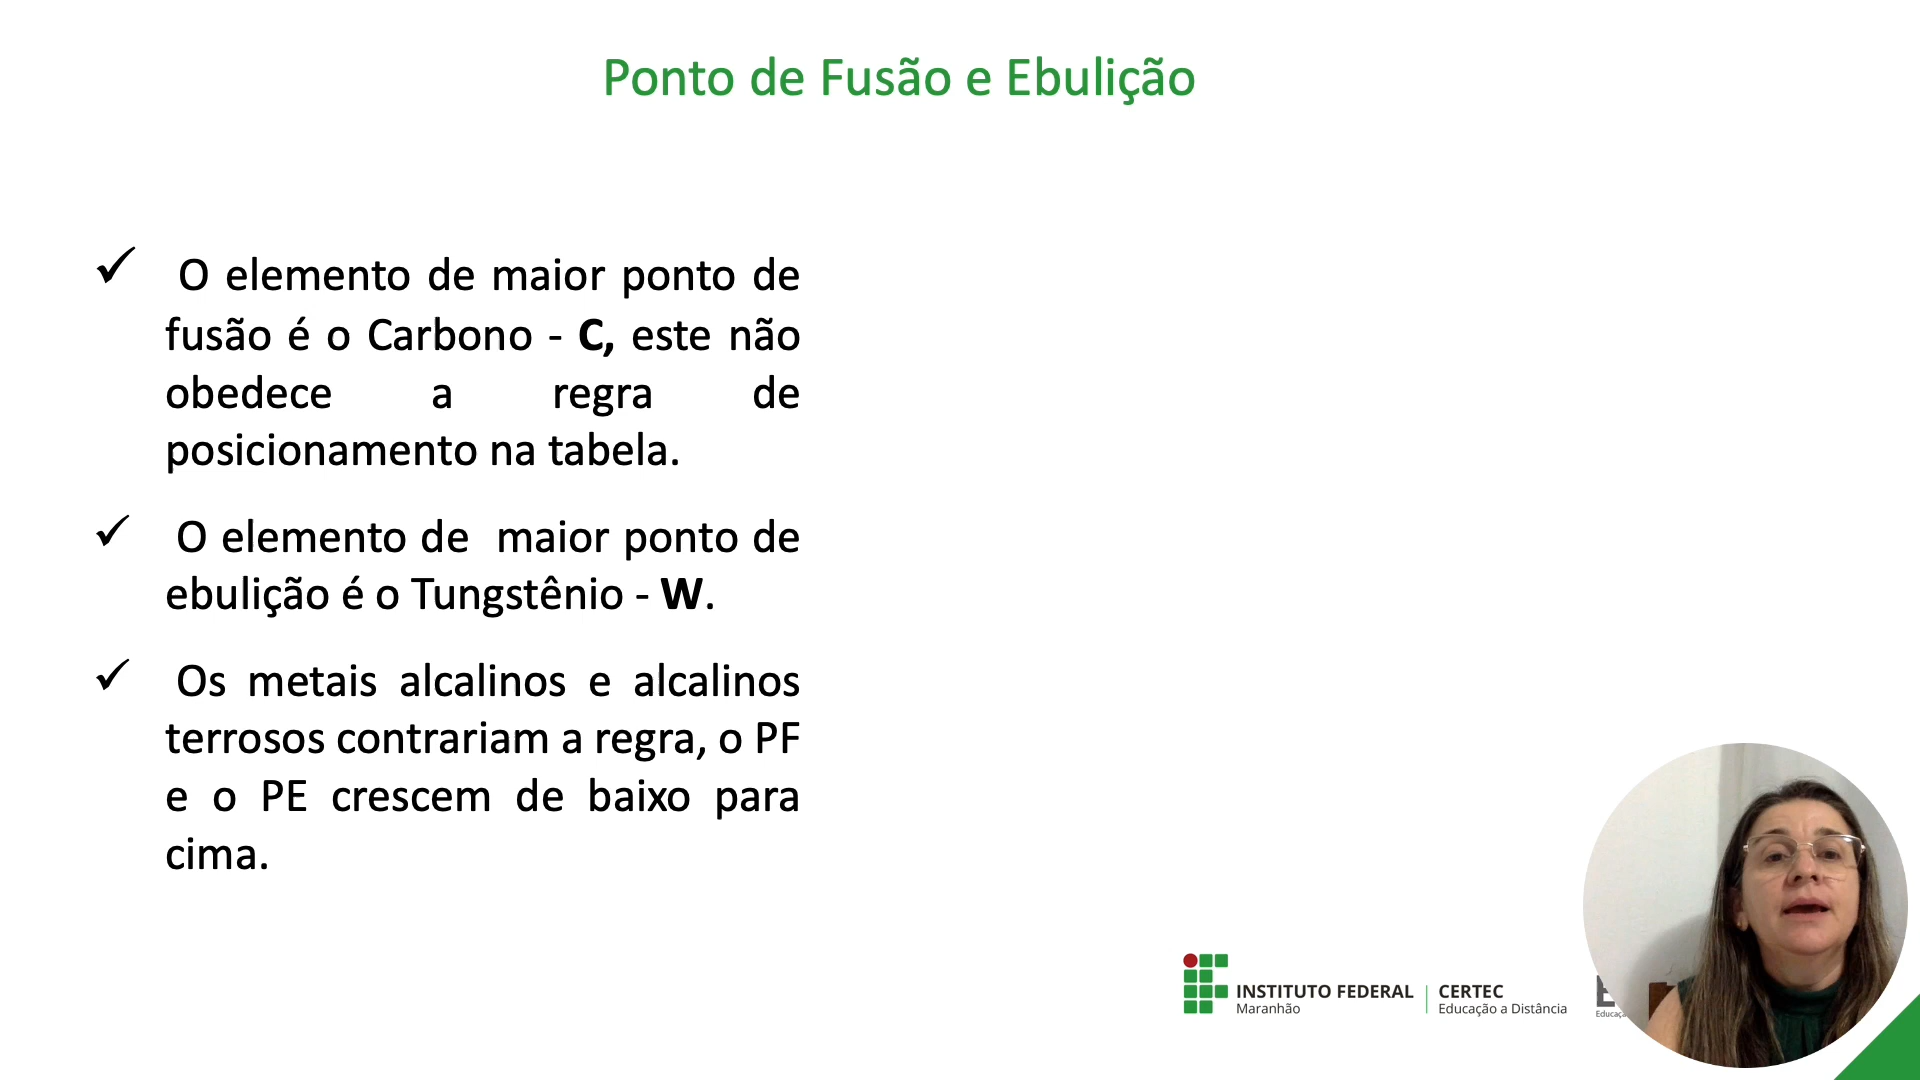 Ponto de Fusão e Ebulição
✓ O elemento de maior ponto de
fusão é o Carbono - C, este não
obedece a regra de
posicionamento na tabela.
✓ O elemento de maior ponto de
ebulição é o Tungstênio - W.
✓ Os metais alcalinos e alcalinos
terrosos contrariam a regra, o PF
e o PE crescem de baixo para
cima.
INSTITUTO FEDERAL
Maranhão
CERTEC
Educação a Distância